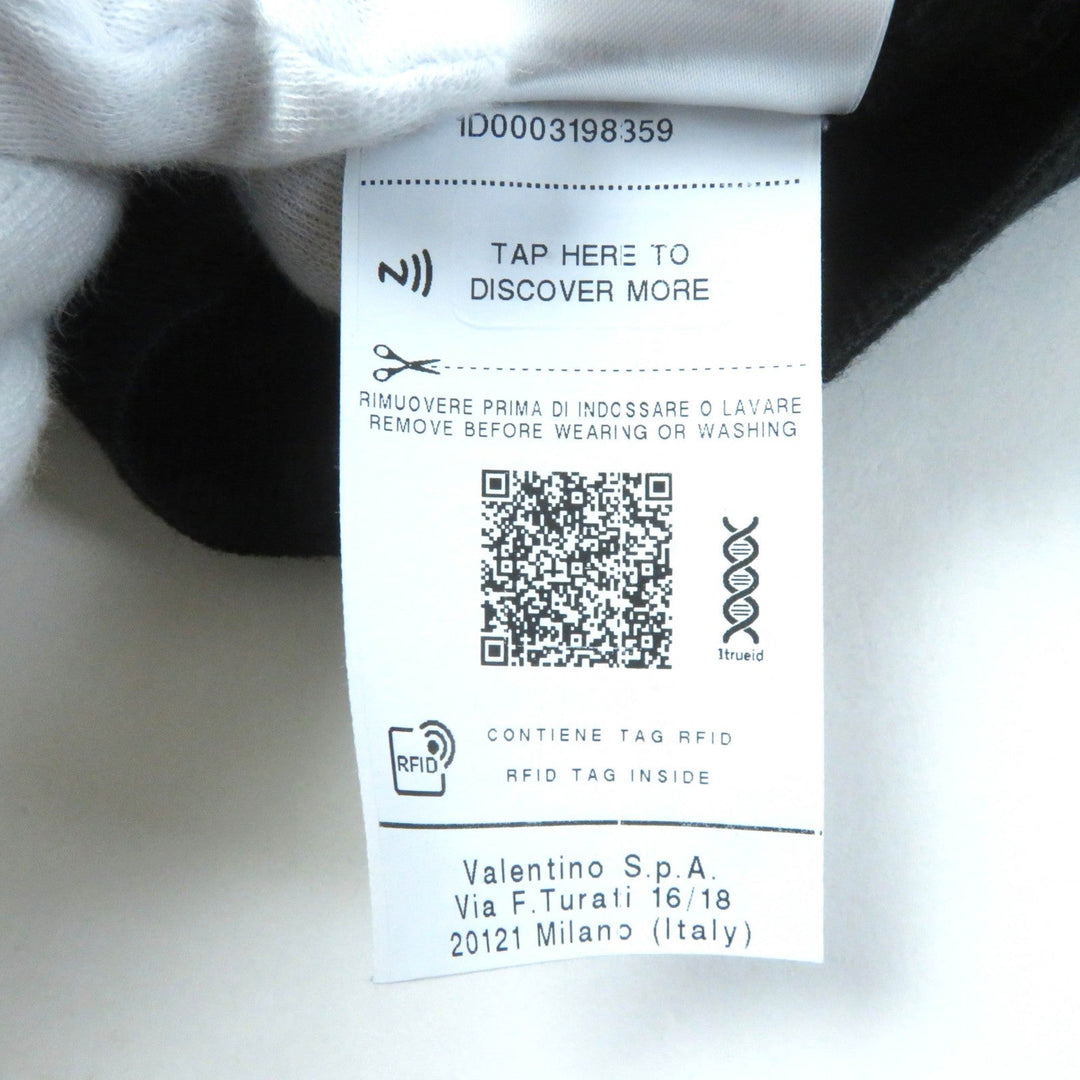 1D0003198359
TAP HERE TO
DISCOVER MORE
RIMUOVERE PRIMA DI INDOSSARE O LAVARE
REMOVE BEFORE WEARING OR WASHING
1trueid
RFID
CONTIENE TAG RFID
RFID TAG INSIDE
Valentino S.p.A.
Via F.Turati 16/18
20121 Milano (Italy)